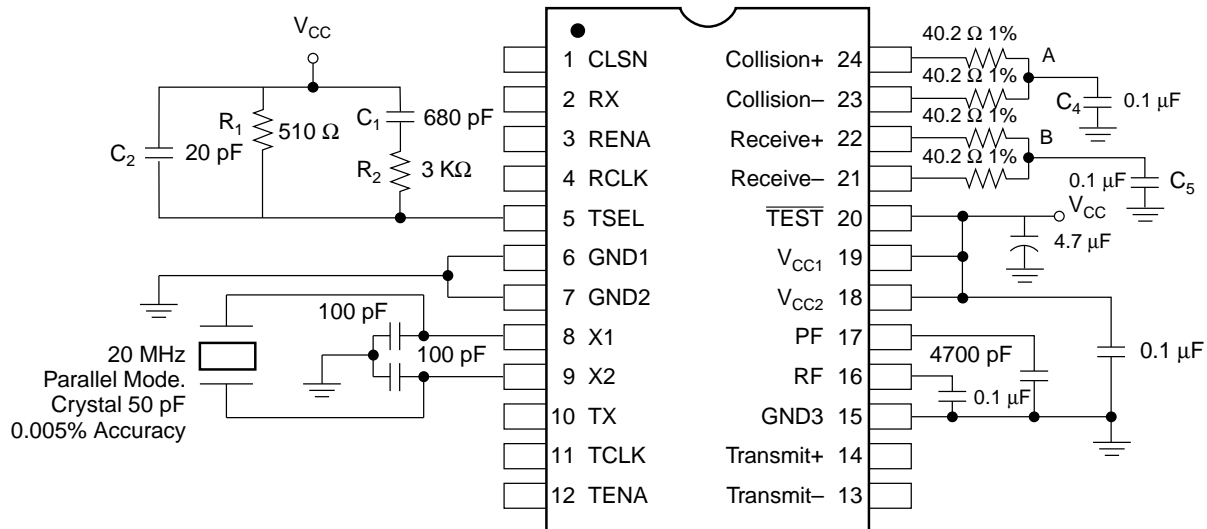 V_CC
R_1
510 Ω
C_1
680 pF
C_2
20 pF
R_2
3 KΩ
1 CLSN
2 RX
3 RENA
4 RCLK
5 TSEL
6 GND1
7 GND2
8 X1
9 X2
10 TX
11 TCLK
12 TENA
100 pF
100 pF
20 MHz
Parallel Mode.
Crystal 50 pF
0.005% Accuracy
Collision+ 24
Collision– 23
Receive+ 22
Receive– 21
TEST 20
V_CC1 19
V_CC2 18
PF 17
RF 16
GND3 15
Transmit+ 14
Transmit– 13
40.2 Ω 1%
A
40.2 Ω 1%
C_4
0.1 µF
40.2 Ω 1%
B
40.2 Ω 1%
0.1 µF
C_5
V_CC
4.7 µF
4700 pF
0.1 µF
0.1 µF